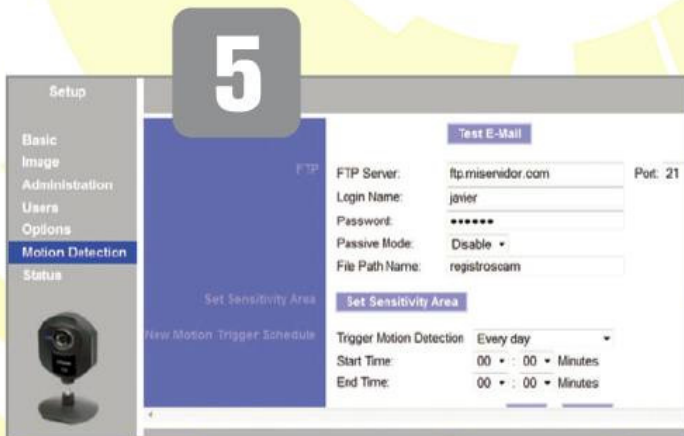 5
Setup
Basic
Image
Administration
Users
Options
Motion Detection
Status
Test E-Mail
FTP
FTP Server: ftp.miservidor.com Port: 21
Login Name: javier
Password: ••••••
Passive Mode: Disable
File Path Name: registroscam
Set Sensitivity Area Set Sensitivity Area
New Motion Trigger Schedule
Trigger Motion Detection Every day
Start Time: 00 : 00 Minutes
End Time: 00 : 00 Minutes